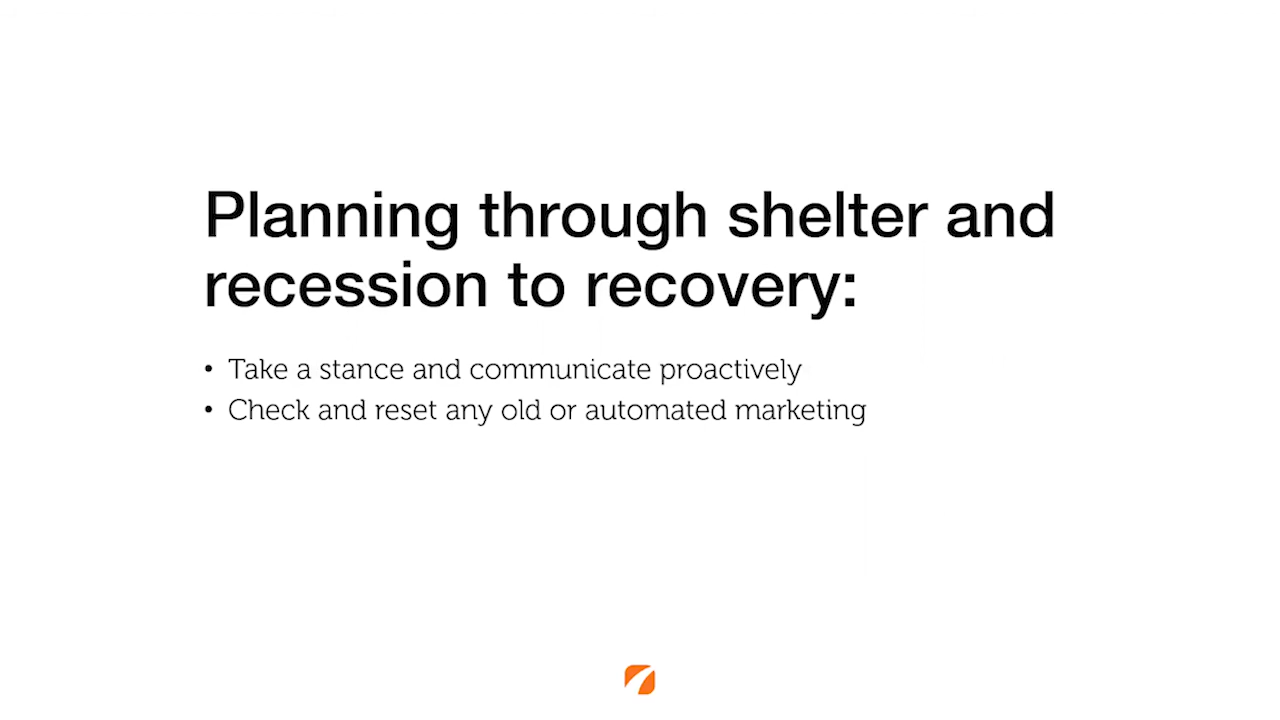 Planning through shelter and
recession to recovery:
• Take a stance and communicate proactively
• Check and reset any old or automated marketing